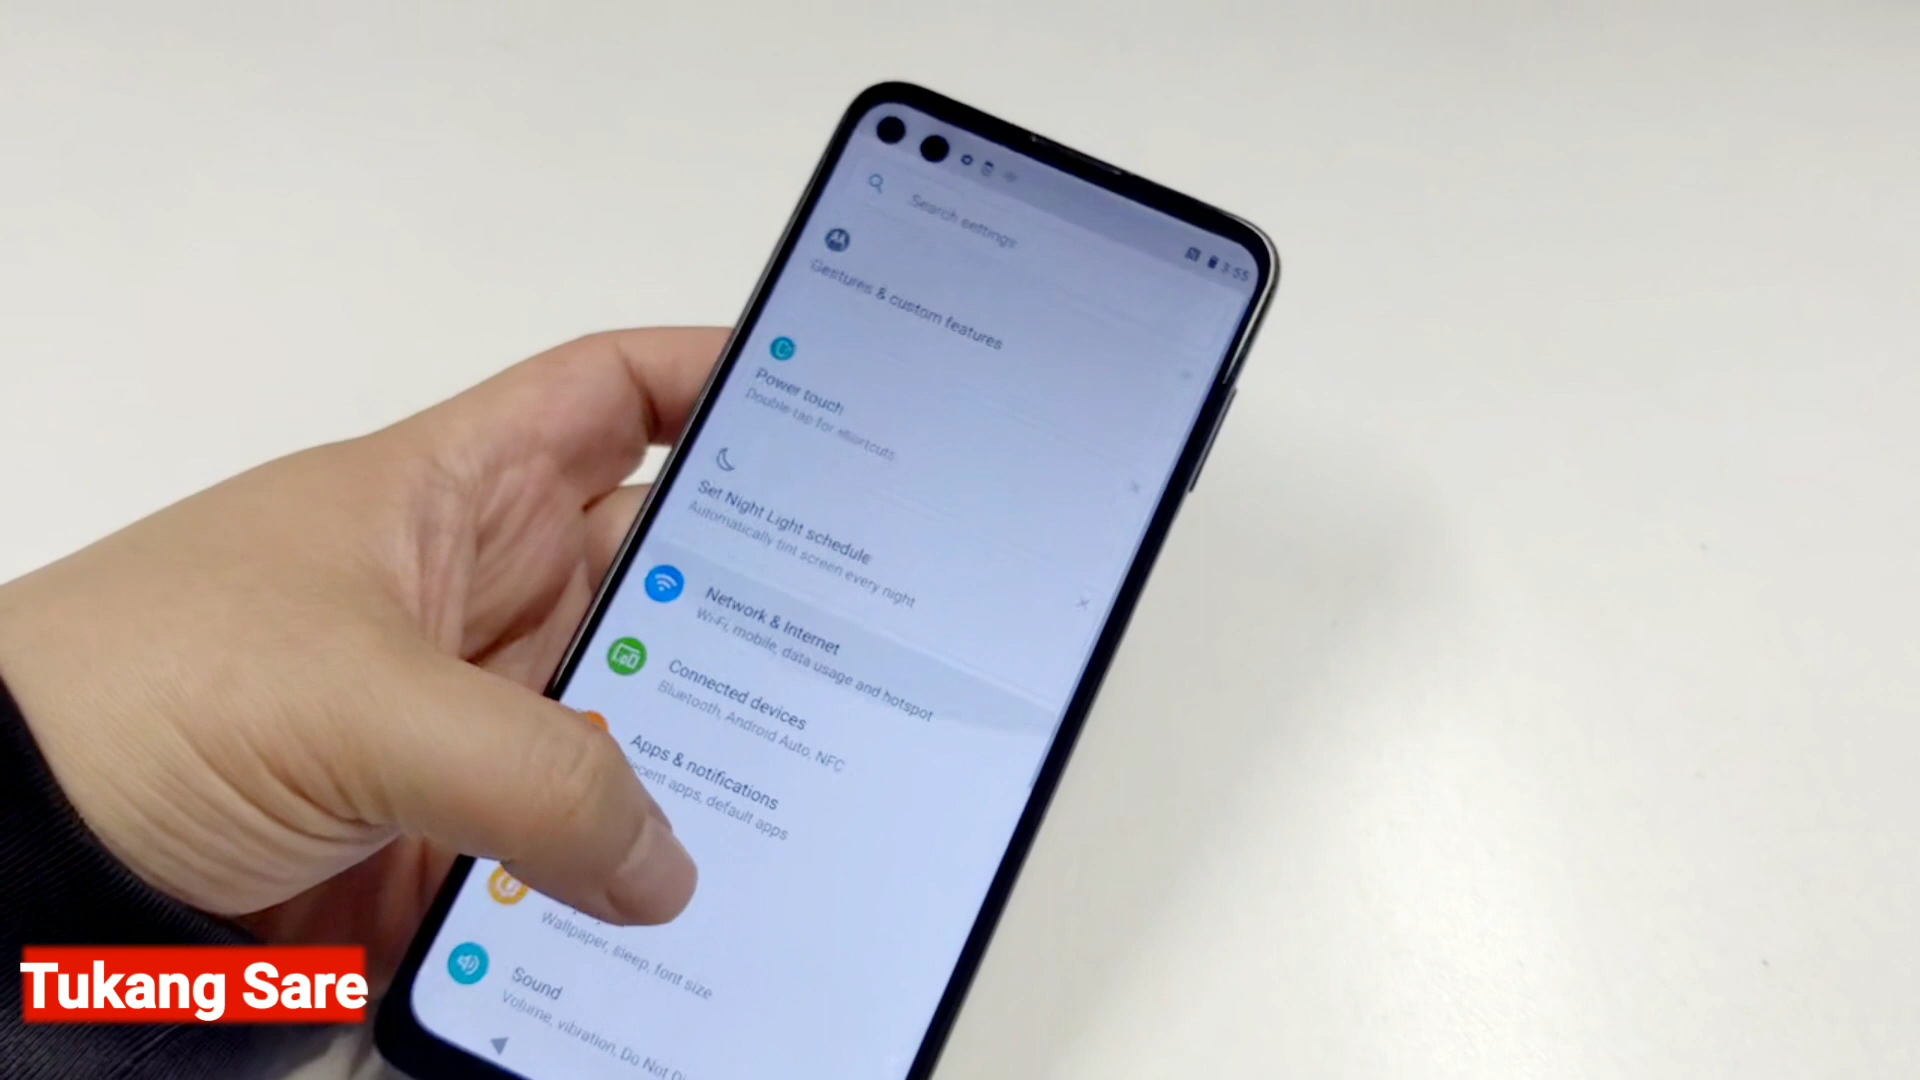 3:55
Search settings
Gestures & custom features
Power touch
Double tap for shortcuts
Set Night Light schedule
Automatically tint screen every night
Network & Internet
Wi-Fi, mobile, data usage and hotspot
Connected devices
Bluetooth, Android Auto, NFC
Apps & notifications
apps, default apps
Wallpaper, sleep, font size
Sound
Volume, vibration, Do Not
Tukang Sare